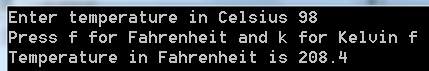 Enter temperature in Celsius 98
Press f for Fahrenheit and k for Kelvin f
Temperature in Fahrenheit is 208.4